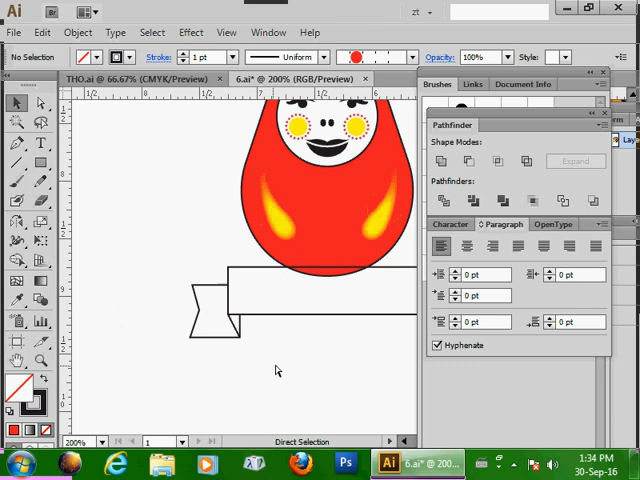 Ai Br zt
File Edit Object Type Select Effect View Window Help
No Selection Stroke: 1 pt Uniform Opacity: 100% Style:
THO.ai @ 66.67% (CMYK/Preview) × 6.ai* @ 200% (RGB/Preview) ×
Brushes Links Document Info
Pathfinder
Shape Modes:
Expand
Pathfinders:
Character Paragraph OpenType
0 pt 0 pt
0 pt
0 pt 0 pt
Hyphenate
200% 1 Direct Selection
Ps Ai 6.ai* @ 200... 1:34 PM
30-Sep-16